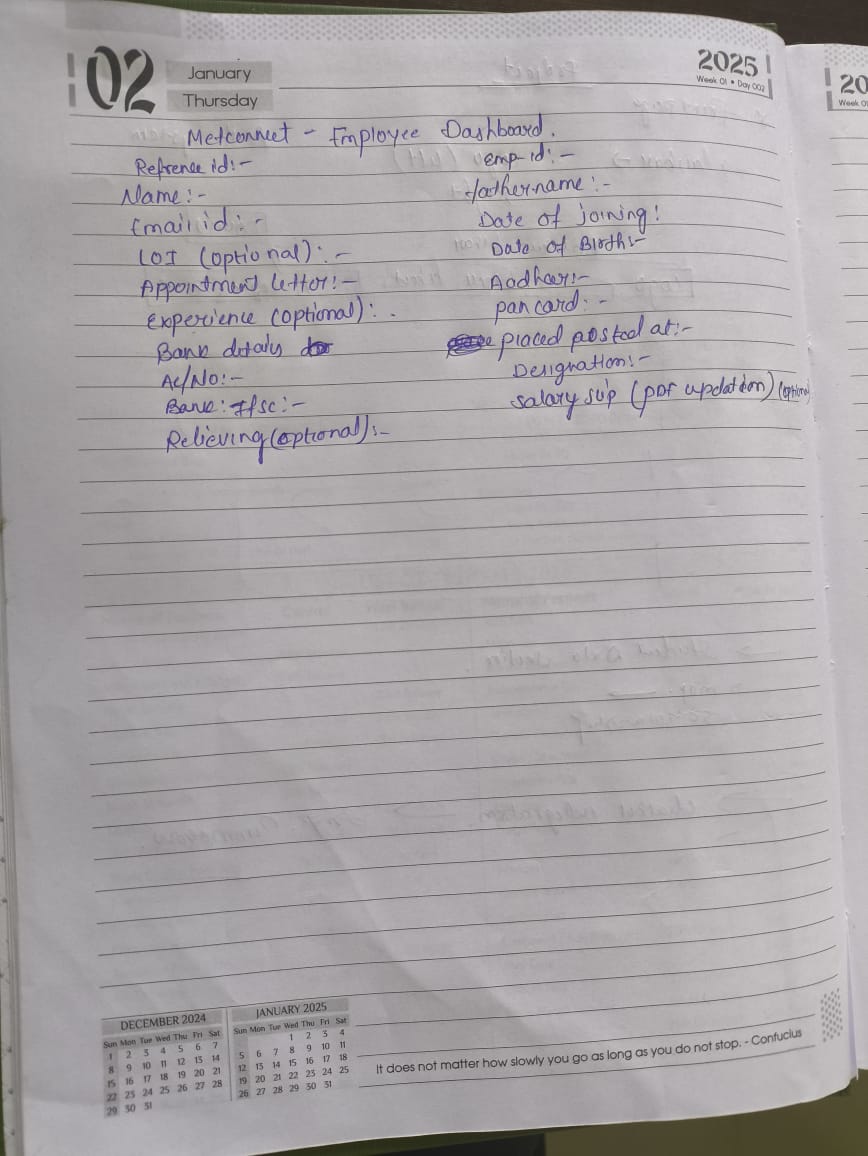 02
January
Thursday
2025
Week 01 • Day 002
20
Week 0
Metconnect - Employee Dashboard.
Refrence id:-
emp-id:-
Name:-
father name:-
Email id:-
Date of joining:
LOI (optional):-
Date of Birth:-
Appointment letter:-
Aadhaar:-
Experience (optional):-
pan card:-
Bank details
placed posted at:-
Ac/No:-
Designation:-
Bank: Ifsc:-
Salary slip (PDF updation) (optional)
Relieving (optional):-
DECEMBER 2024
Sun Mon Tue Wed Thu Fri Sat
1 2 3 4 5 6 7
8 9 10 11 12 13 14
15 16 17 18 19 20 21
22 23 24 25 26 27 28
29 30 31
JANUARY 2025
Sun Mon Tue Wed Thu Fri Sat
1 2 3 4
5 6 7 8 9 10 11
12 13 14 15 16 17 18
19 20 21 22 23 24 25
26 27 28 29 30 31
It does not matter how slowly you go as long as you do not stop. - Confucius